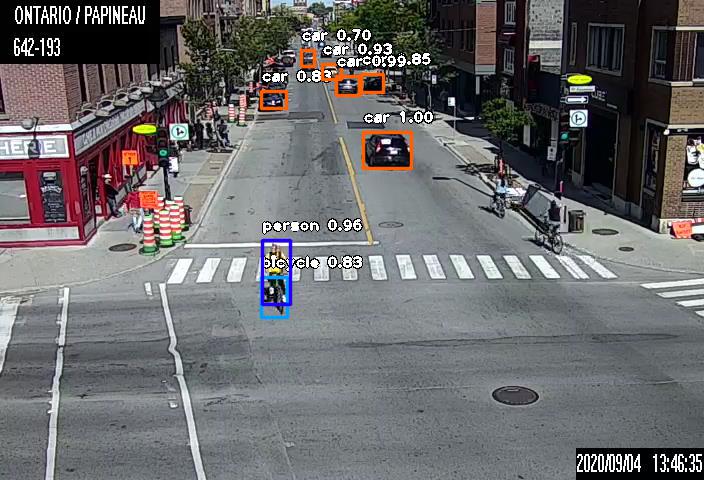 ONTARIO / PAPINEAU
642-193
car 0.70
car 0.93
car 0.99
.85
car 0.83
car 1.00
person 0.96
bicycle 0.83
2020/09/04 13:46:35